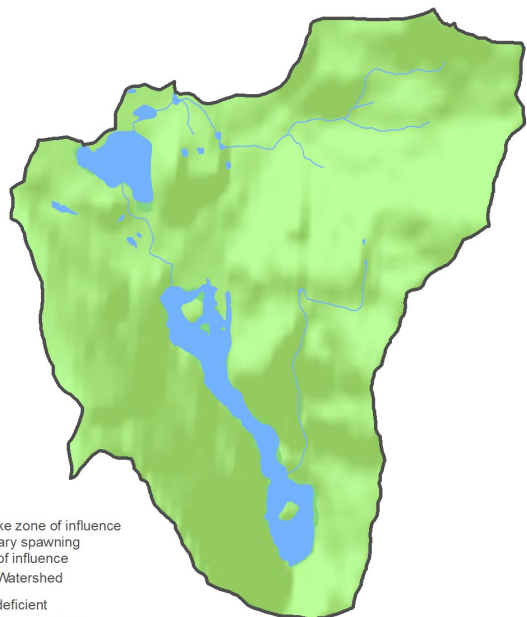 ke zone of influence
ary spawning
of influence
Watershed
deficient